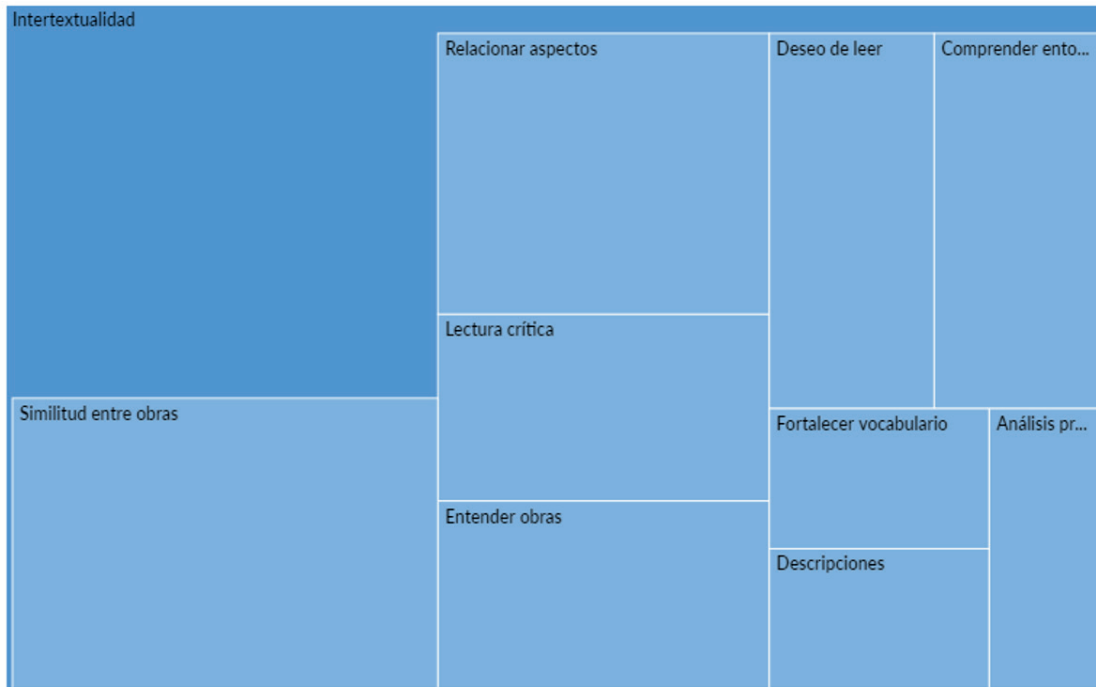 Intertextualidad
Relacionar aspectos
Deseo de leer
Comprender ento...
Lectura crítica
Similitud entre obras
Fortalecer vocabulario
Análisis pr...
Entender obras
Descripciones